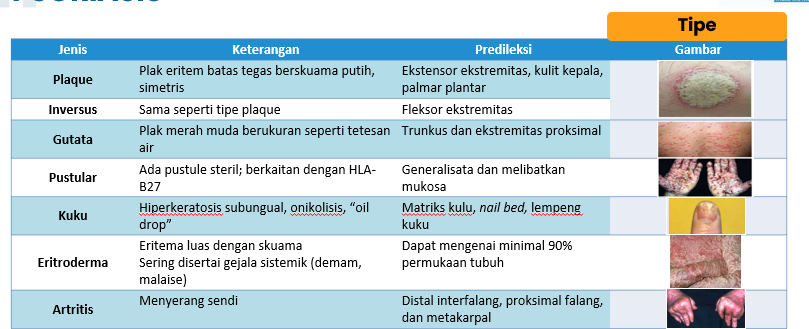 Tipe
Jenis Keterangan Predileksi Gambar
Plaque
Plak eritem batas tegas berskuama putih,
simetris
Ekstensor ekstremitas, kulit kepala,
palmar plantar
Inversus
Sama seperti tipe plaque
Fleksor ekstremitas
Gutata
Plak merah muda berukuran seperti tetesan
air
Trunkus dan ekstremitas proksimal
Pustular
Ada pustule steril; berkaitan dengan HLA-
B27
Generalisata dan melibatkan
mukosa
Kuku
Hiperkeratosis subungual, onikolisis, “oil
drop”
Matriks kulu, nail bed, lempeng
kuku
Eritroderma
Eritema luas dengan skuama
Sering disertai gejala sistemik (demam,
malaise)
Dapat mengenai minimal 90%
permukaan tubuh
Artritis
Menyerang sendi
Distal interfalang, proksimal falang,
dan metakarpal